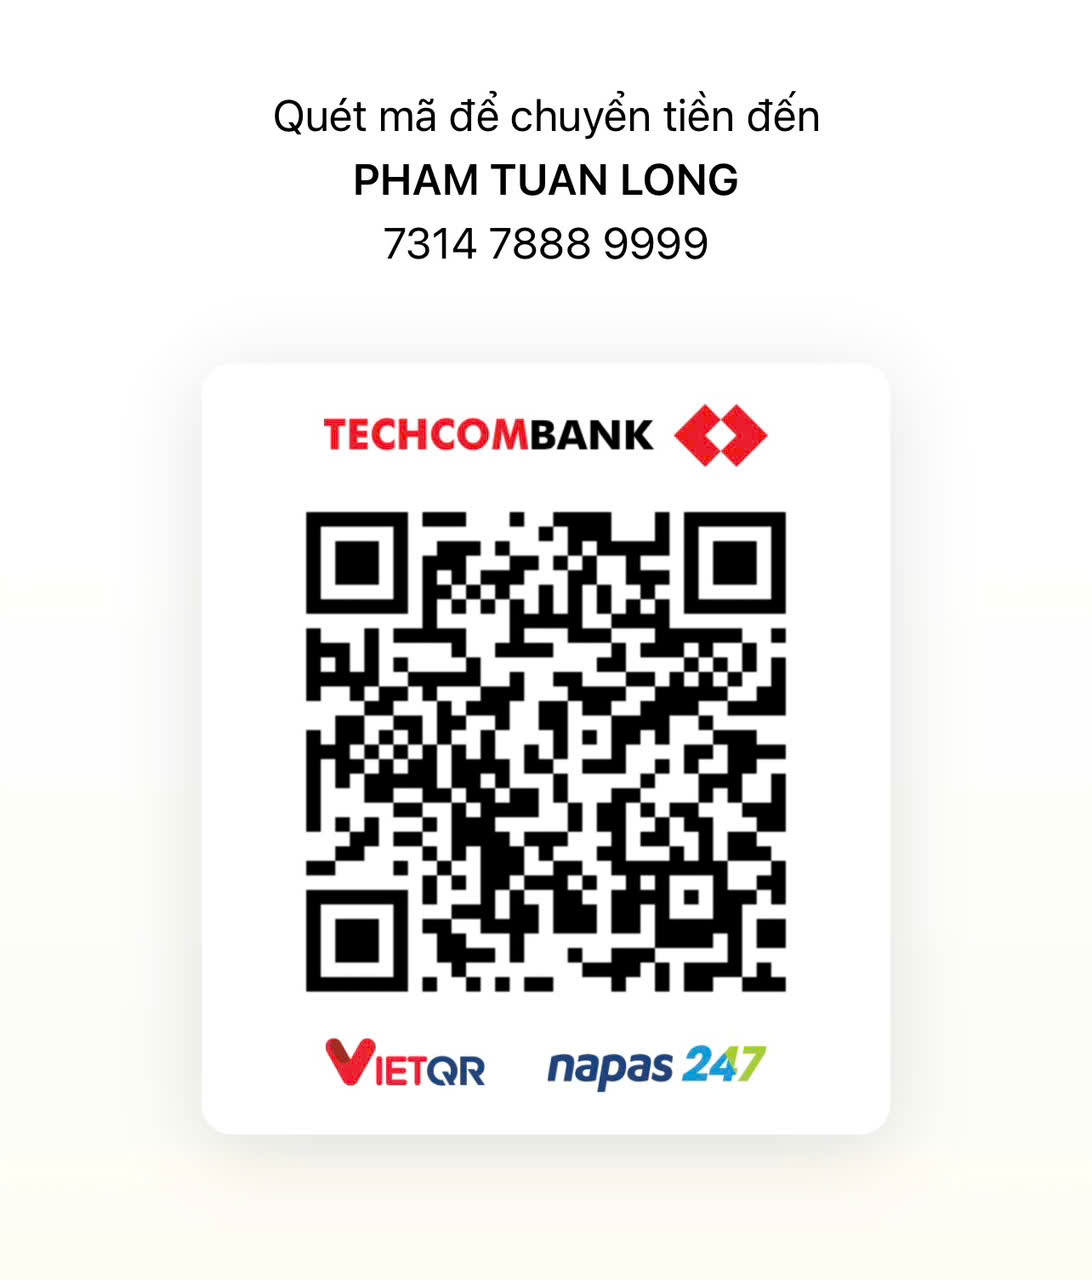 Quét mã để chuyển tiền đến
PHAM TUAN LONG
7314 7888 9999
TECHCOMBANK
VIETQR
napas 247